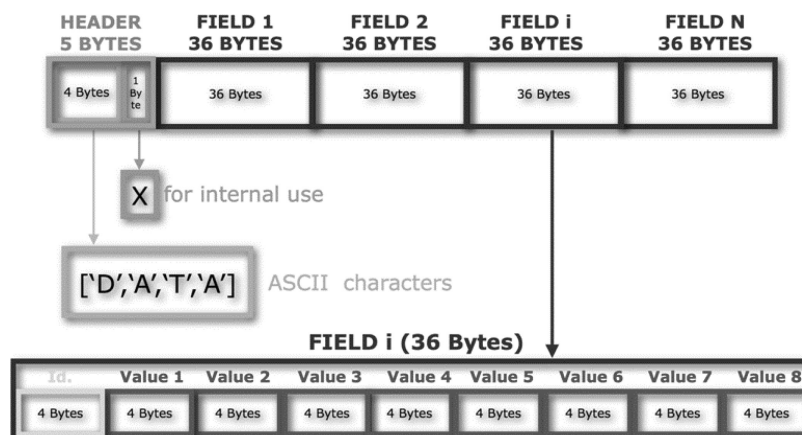 HEADER FIELD 1 FIELD 2 FIELD i FIELD N
5 BYTES 36 BYTES 36 BYTES 36 BYTES 36 BYTES
4 Bytes 1 By te 36 Bytes 36 Bytes 36 Bytes 36 Bytes
X for internal use
['D','A','T','A'] ASCII characters
FIELD i (36 Bytes)
Id. Value 1 Value 2 Value 3 Value 4 Value 5 Value 6 Value 7 Value 8
4 Bytes 4 Bytes 4 Bytes 4 Bytes 4 Bytes 4 Bytes 4 Bytes 4 Bytes 4 Bytes